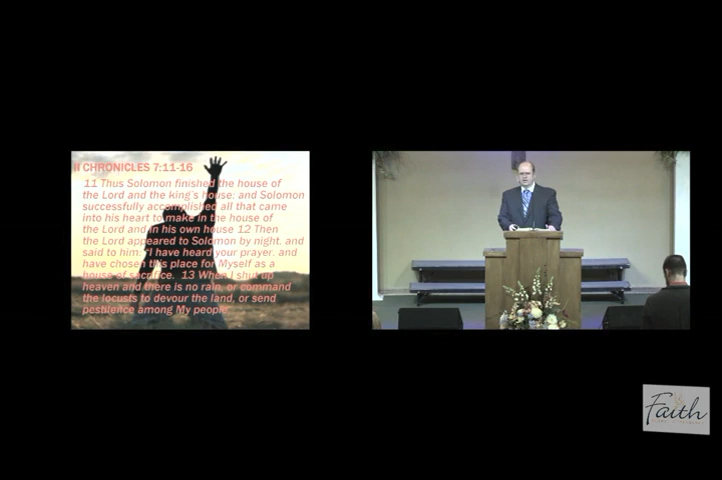 II CHRONICLES 7:11-16
11 Thus Solomon finished the house of
the Lord and the king's house; and Solomon
successfully accomplished all that came
into his heart to make in the house of
the Lord and in his own house 12 Then
the Lord appeared to Solomon by night, and
said to him: "I have heard your prayer, and
have chosen this place for Myself as a
house of sacrifice. 13 When I shut up
heaven and there is no rain, or command
the locusts to devour the land, or send
pestilence among My people,
Faith